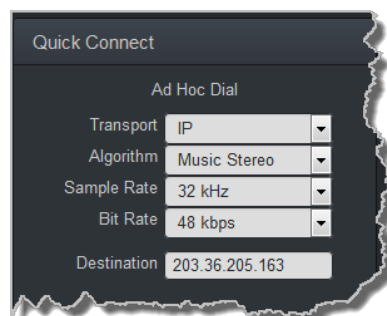 Quick Connect
Ad Hoc Dial
Transport IP
Algorithm Music Stereo
Sample Rate 32 kHz
Bit Rate 48 kbps
Destination 203.36.205.163